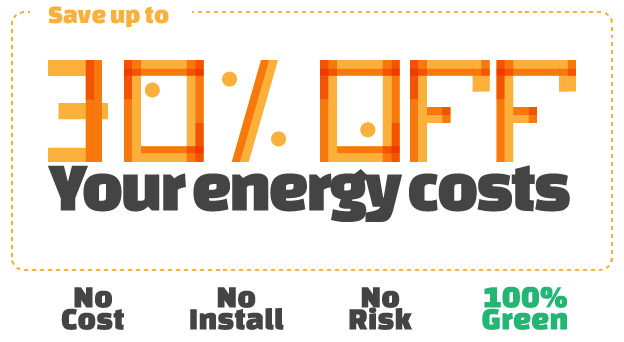 Save up to
30% OFF
Your energy costs
No Cost
No Install
No Risk
100% Green